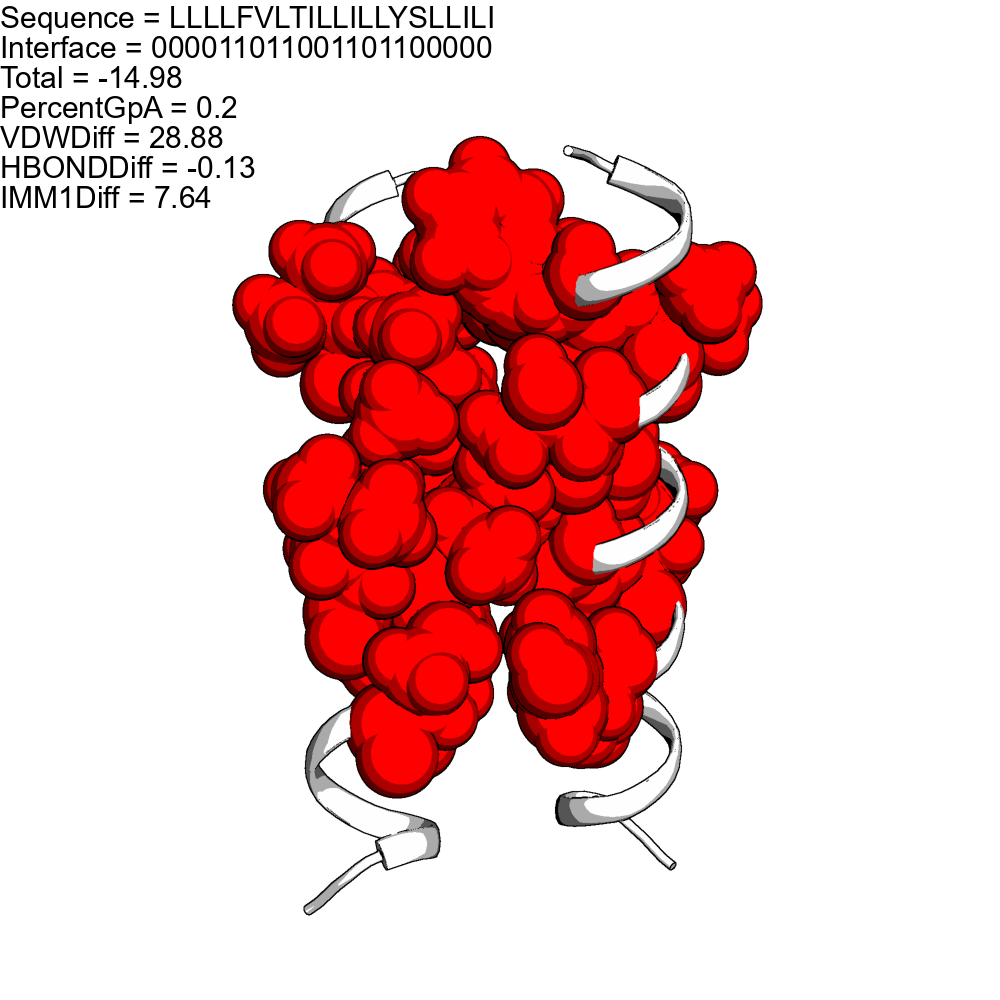 Sequence = LLLLFVLTILLILLYSLLILI
Interface = 000011011001101100000
Total = -14.98
PercentGpA = 0.2
VDWDiff = 28.88
HBONDDiff = -0.13
IMM1Diff = 7.64